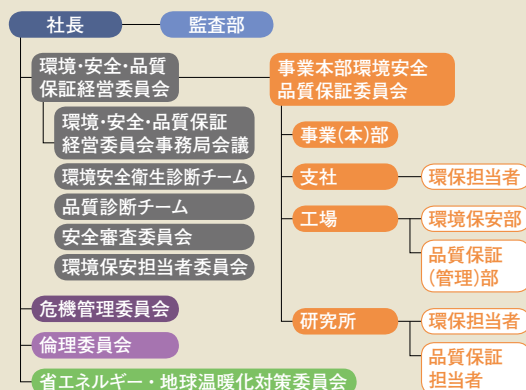 社長
監査部
環境・安全・品質
保証経営委員会
環境・安全・品質保証
経営委員会事務局会議
環境安全衛生診断チーム
品質診断チーム
安全審査委員会
環境保安担当者委員会
危機管理委員会
倫理委員会
省エネルギー・地球温暖化対策委員会
事業本部環境安全
品質保証委員会
事業(本)部
支社
環保担当者
工場
環境保安部
品質保証
(管理)部
研究所
環保担当者
品質保証
担当者